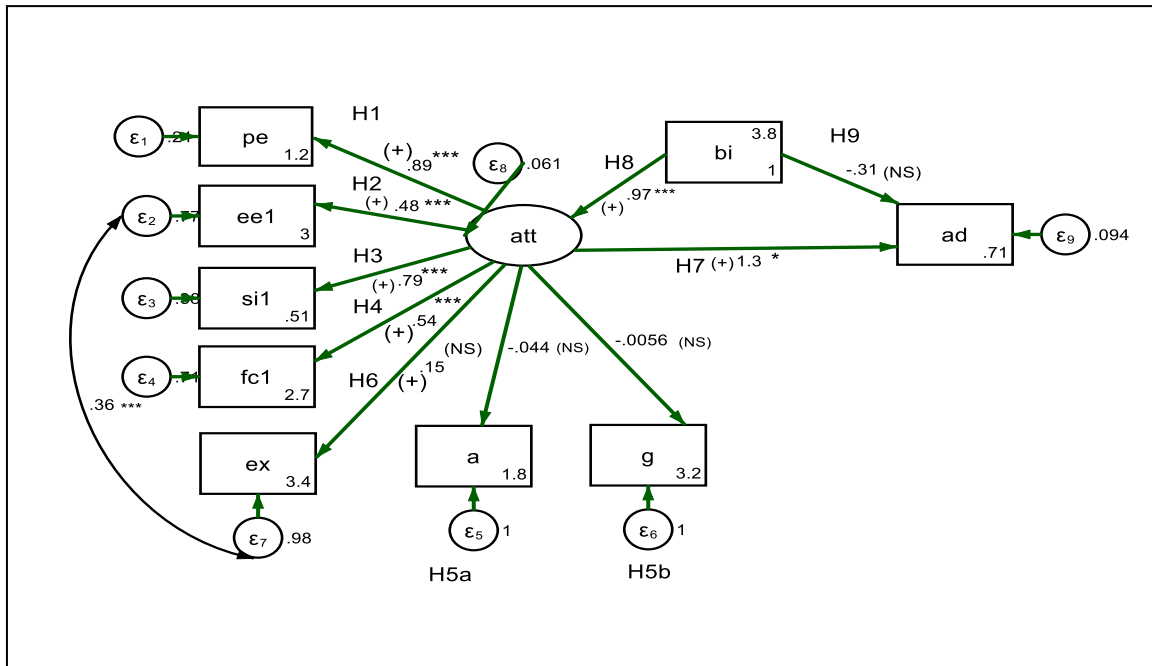 H1
ε₁
pe
1.2
(+) .89 ***
ε₈ .061
3.8
bi
1
H9
-.31 (NS)
H8
(+) .97 ***
H2
(+) .48 ***
ε₂
ee1
3
att
ad
.71
ε₉ .094
H7 (+) 1.3 *
H3
(+) .79 ***
ε₃
si1
.51
H4
(+) .54 ***
ε₄
fc1
2.7
H6
(+) .15 (NS)
-.044 (NS)
-.0056 (NS)
.36 ***
ex
3.4
a
1.8
g
3.2
ε₇ .98
ε₅ 1
ε₆ 1
H5a
H5b